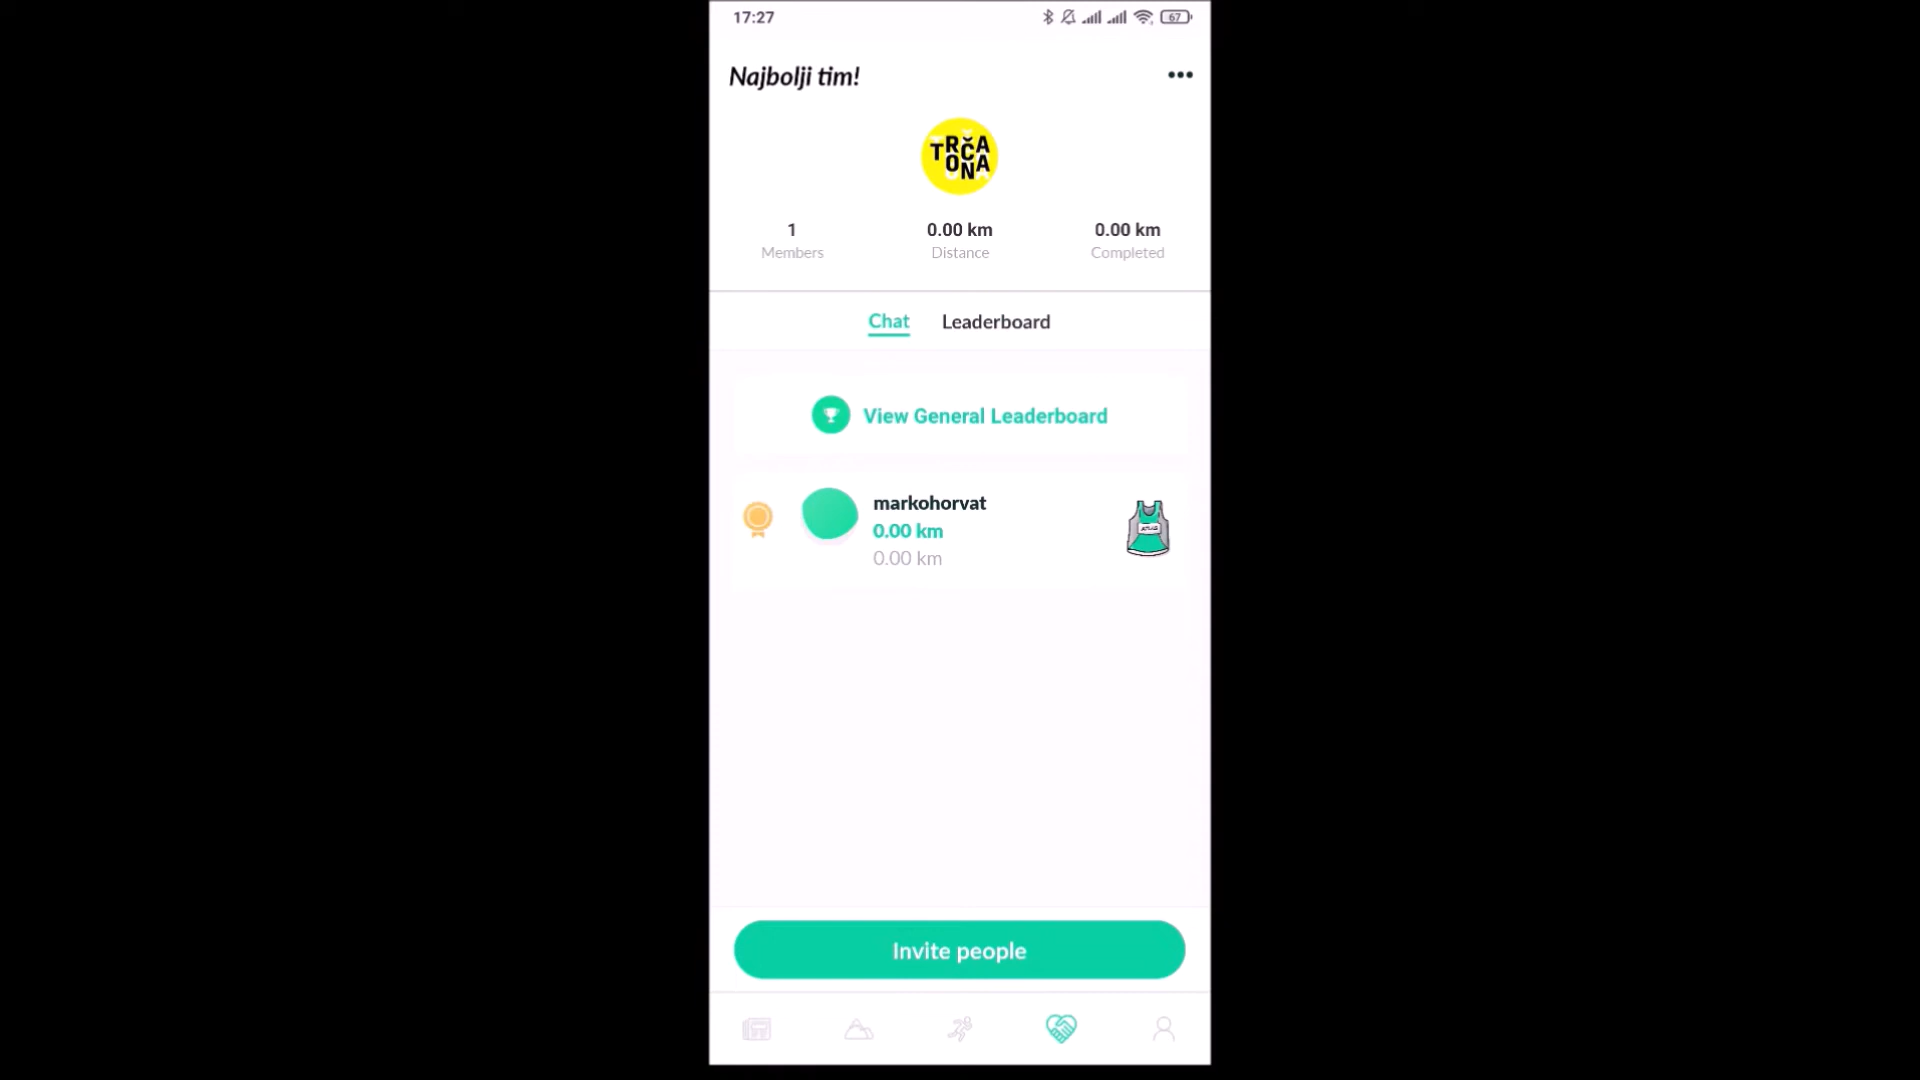 17:27
67
Najbolji tim!
TRČA
ONA
1
Members
0.00 km
Distance
0.00 km
Completed
Chat
Leaderboard
View General Leaderboard
markohorvat
0.00 km
0.00 km
Invite people